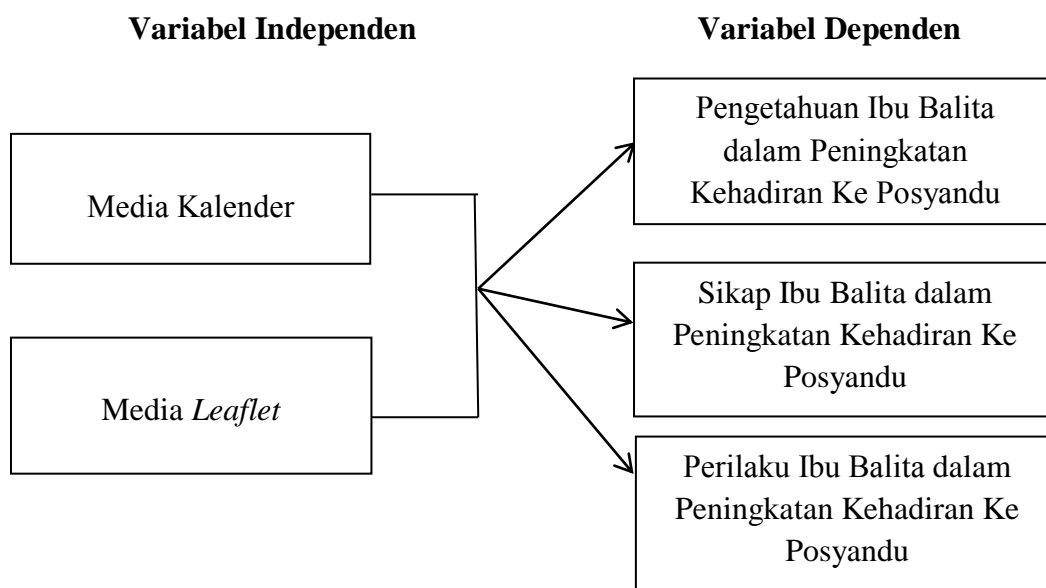 Variabel Independen
Variabel Dependen
Media Kalender
Media Leaflet
Pengetahuan Ibu Balita
dalam Peningkatan
Kehadiran Ke Posyandu
Sikap Ibu Balita dalam
Peningkatan Kehadiran Ke
Posyandu
Perilaku Ibu Balita dalam
Peningkatan Kehadiran Ke
Posyandu